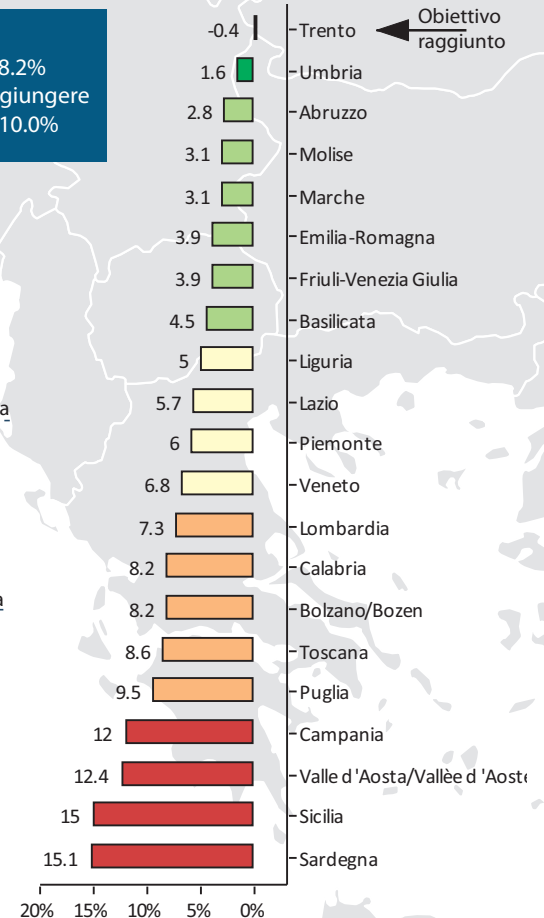 8.2%
giungere
10.0%
-0.4 Trento
Obiettivo
raggiunto
1.6 Umbria
2.8 Abruzzo
3.1 Molise
3.1 Marche
3.9 Emilia-Romagna
3.9 Friuli-Venezia Giulia
4.5 Basilicata
5 Liguria
5.7 Lazio
a
6 Piemonte
6.8 Veneto
7.3 Lombardia
8.2 Calabria
a
8.2 Bolzano/Bozen
8.6 Toscana
9.5 Puglia
12 Campania
12.4 Valle d'Aosta/Vallèe d'Aoste
15 Sicilia
15.1 Sardegna
20% 15% 10% 5% 0%